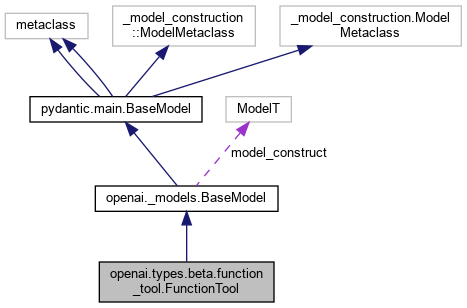 metaclass
_model_construction
::ModelMetaclass
_model_construction.Model
Metaclass
pydantic.main.BaseModel
ModelT
model_construct
openai._models.BaseModel
openai.types.beta.function
_tool.FunctionTool